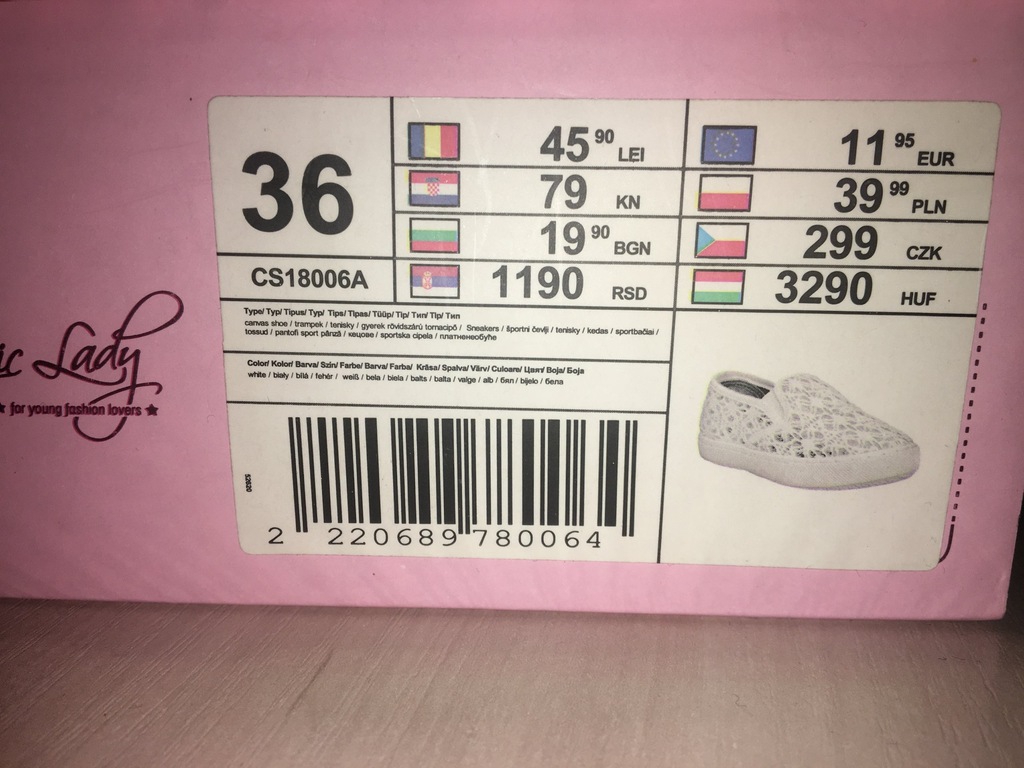 36
CS18006A
45 90 LEI
79 KN
19 90 BGN
1190 RSD
11 95 EUR
39 99 PLN
299 CZK
3290 HUF
Type/ Typ/ Tipus/ Typ/ Tips/ Tipas/ Tüüp/ Tip/ Тип/ Tip/ Тип
canvas shoe / trampek / tenisky / gyerek rövidszárú tornacipő / Sneakers / športni čevlji / tenisky / kedas / sportbačiai /
tossud / pantofi sport pânză / кецове / sportska cipela / платненеобуће
Color/ Kolor/ Barva/ Szín/ Farbe/ Barva/ Farba/ Krāsa/ Spalva/ Värv/ Culoare/ Цвят/ Boja/ Боја
white / biały / bílá / fehér / weiß / bela / biela / balts / balta / valge / alb / бял / bijelo / бела
52620
2 220689 780064
ic Lady
for young fashion lovers